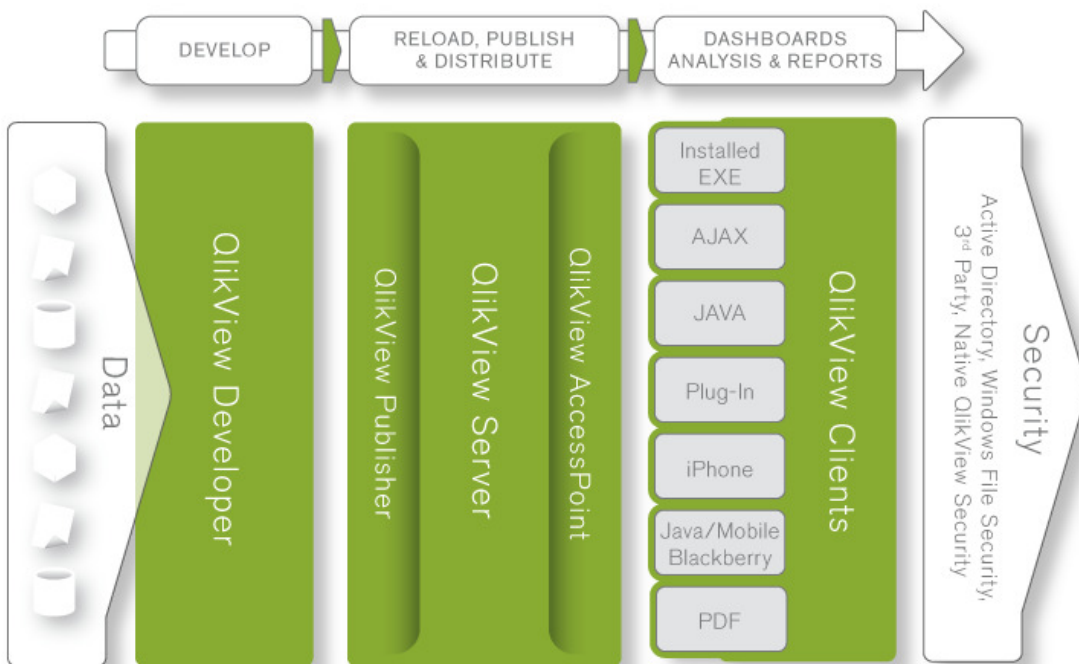 DEVELOP
RELOAD, PUBLISH
& DISTRIBUTE
DASHBOARDS
ANALYSIS & REPORTS
Data
QlikView Developer
QlikView Publisher
QlikView Server
QlikView AccessPoint
Installed
EXE
AJAX
JAVA
Plug-In
iPhone
Java/Mobile
Blackberry
PDF
QlikView Clients
Security
Active Directory, Windows File Security,
3rd Party, Native QlikView Security